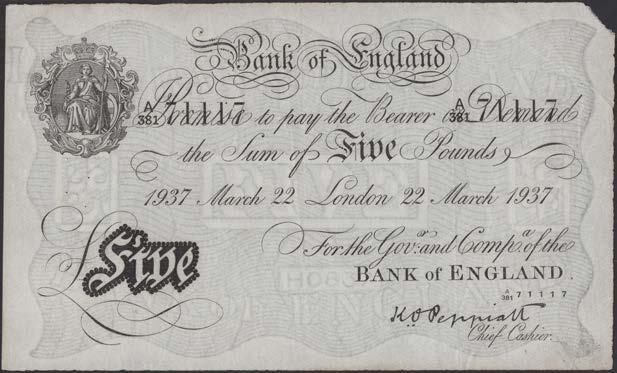 Bank of England
A/381 71117 I Promise to pay the Bearer on Demand A/381 71117
the Sum of Five Pounds
1937 March 22 London 22 March 1937
For the Govr. and Compa. of the
BANK of ENGLAND.
A/381 71117
Five
K.O. Peppiatt
Chief Cashier.